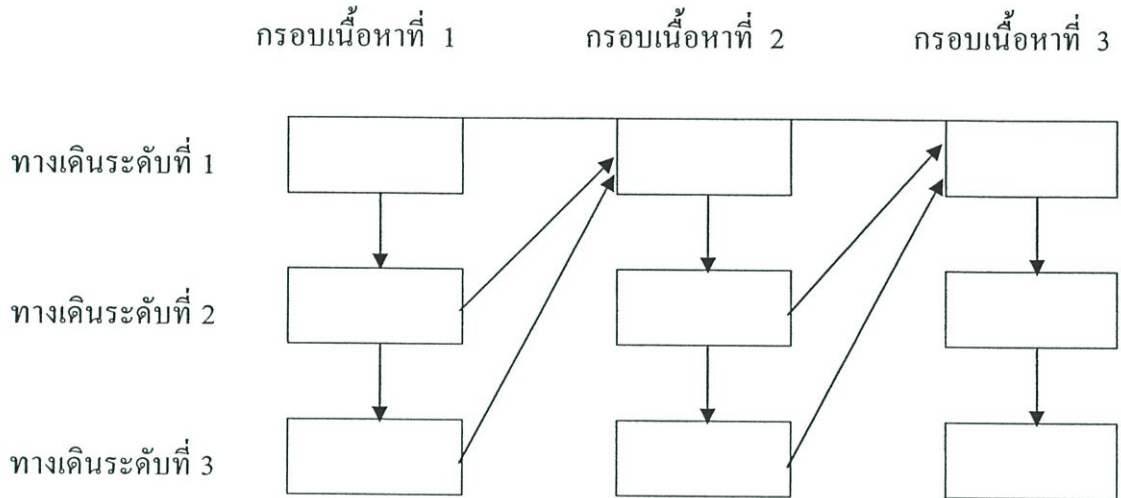 กรอบเนื้อหาที่ 1 กรอบเนื้อหาที่ 2 กรอบเนื้อหาที่ 3
ทางเดินระดับที่ 1
ทางเดินระดับที่ 2
ทางเดินระดับที่ 3